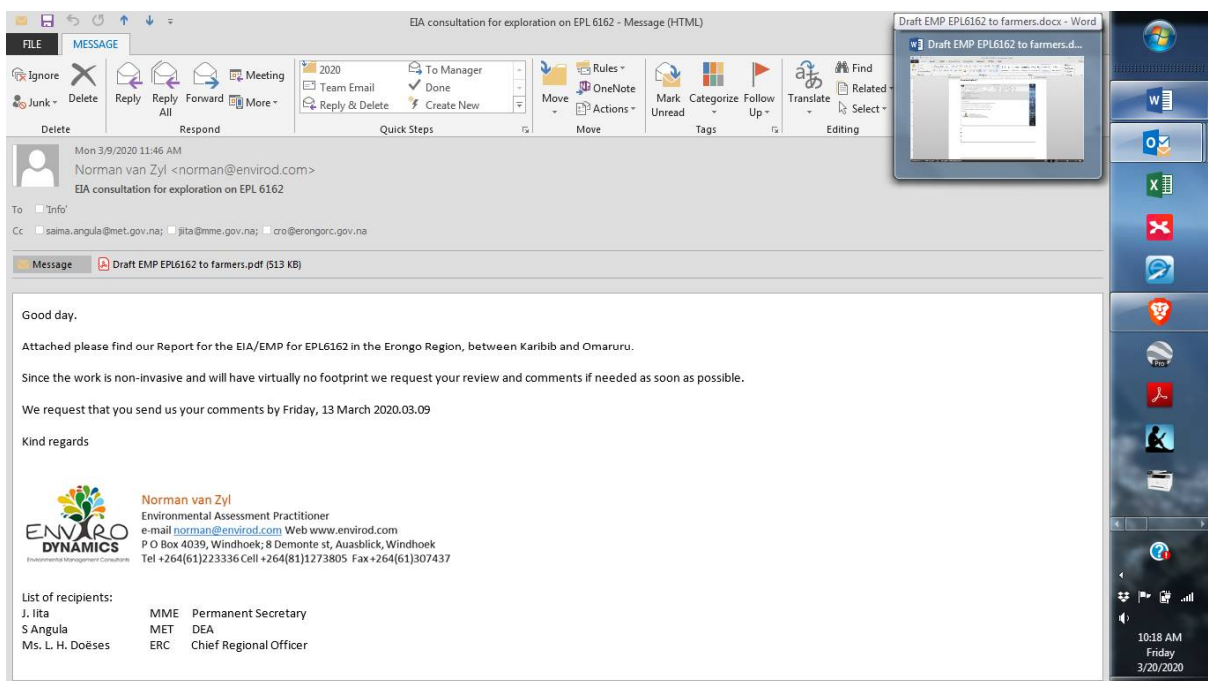 EIA consultation for exploration on EPL 6162 - Message (HTML)
Draft EMP EPL6162 to farmers.docx - Word
Draft EMP EPL6162 to farmers.d...
FILE MESSAGE
Ignore
Junk
Delete
Reply
Reply All
Forward
Meeting
More
2020
Team Email
Reply & Delete
To Manager
Done
Create New
Move
Rules
OneNote
Actions
Mark Unread
Categorize
Follow Up
Translate
Find
Related
Select
Delete Respond Quick Steps Move Tags Editing
Mon 3/9/2020 11:46 AM
Norman van Zyl <norman@envirod.com>
EIA consultation for exploration on EPL 6162
To 'Info'
Cc saima.angula@met.gov.na; jiita@mme.gov.na; cro@erongorc.gov.na
Message Draft EMP EPL6162 to farmers.pdf (513 KB)
Good day.
Attached please find our Report for the EIA/EMP for EPL6162 in the Erongo Region, between Karibib and Omaruru.
Since the work is non-invasive and will have virtually no footprint we request your review and comments if needed as soon as possible.
We request that you send us your comments by Friday, 13 March 2020.03.09
Kind regards
ENVIRO
DYNAMICS
Environmental Management Consultants
Norman van Zyl
Environmental Assessment Practitioner
e-mail norman@envirod.com Web www.envirod.com
P O Box 4039, Windhoek; 8 Demonte st, Auasblick, Windhoek
Tel +264(61)223336 Cell +264(81)1273805 Fax +264(61)307437
List of recipients:
J. Iita MME Permanent Secretary
S Angula MET DEA
Ms. L. H. Doëses ERC Chief Regional Officer
Pro
10:18 AM
Friday
3/20/2020